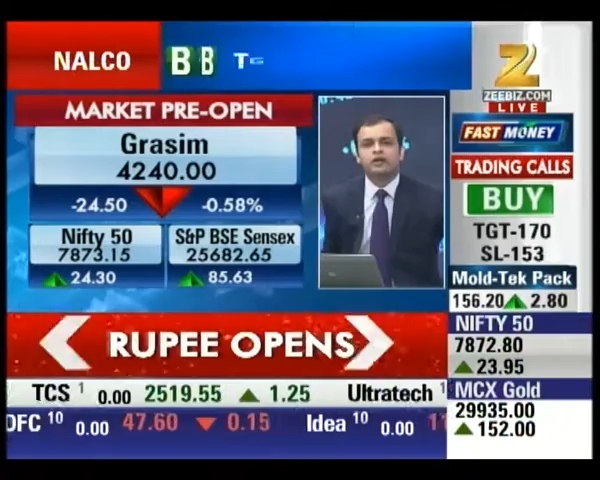 NALCO
B B TG
ZEEBIZ.COM
LIVE
MARKET PRE-OPEN
Grasim
4240.00
-24.50 -0.58%
Nifty 50
7873.15
24.30
S&P BSE Sensex
25682.65
85.63
FAST MONEY
TRADING CALLS
BUY
TGT-170
SL-153
Mold-Tek Pack
156.20 2.80
NIFTY 50
7872.80
23.95
MCX Gold
29935.00
152.00
RUPEE OPENS
TCS 1 0.00 2519.55 1.25 Ultratech
DFC 10 0.00 47.60 0.15 Idea 10 0.00